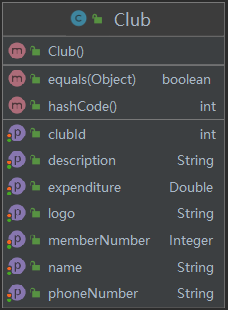 C Club
m Club()
m equals(Object) boolean
m hashCode() int
p clubId int
p description String
p expenditure Double
p logo String
p memberNumber Integer
p name String
p phoneNumber String